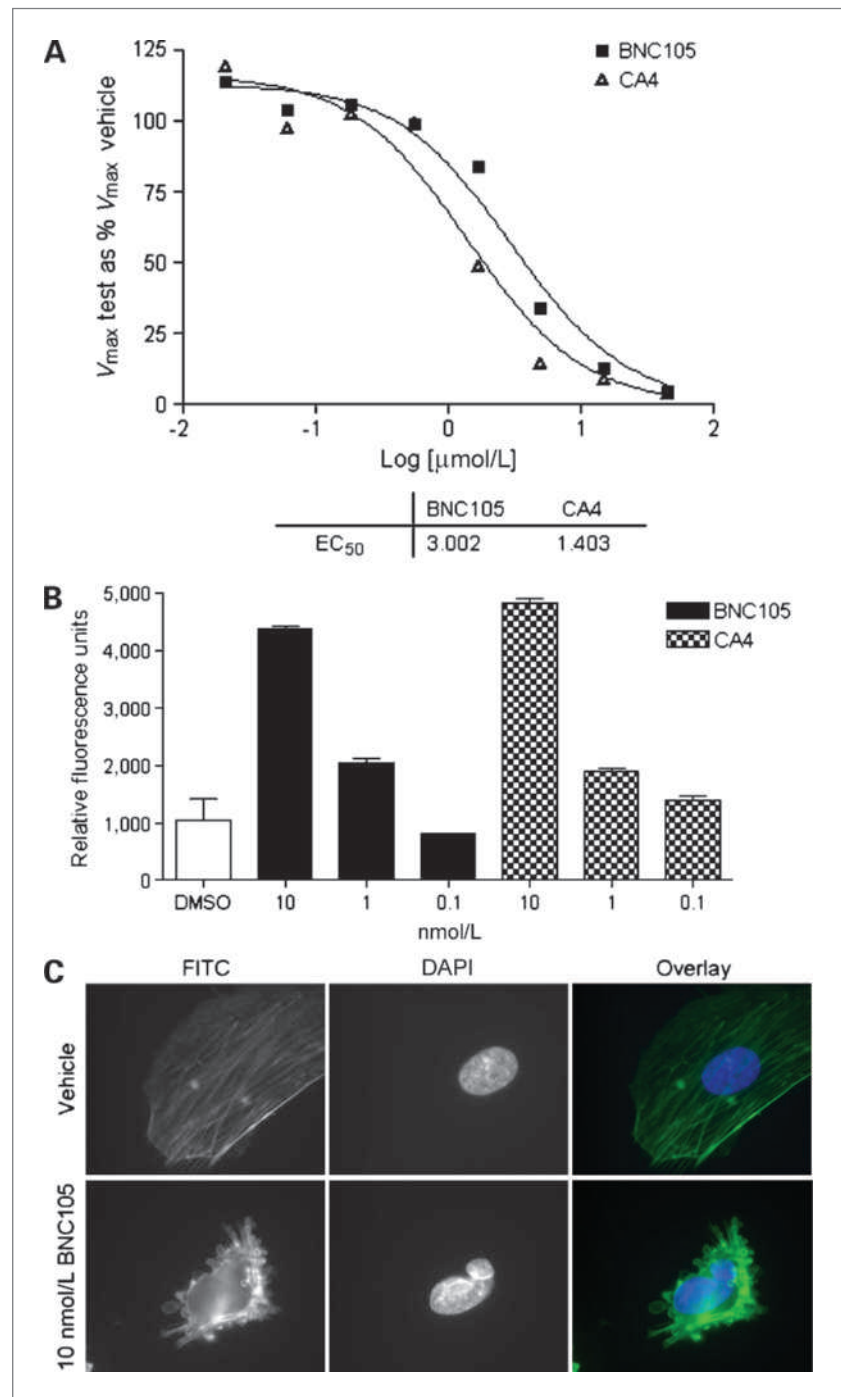 A
BNC105
CA4
V_max test as % V_max vehicle
125
100
75
50
25
0
-2 -1 0 1 2
Log [μmol/L]
BNC105 CA4
EC_50 3.002 1.403
B
BNC105
CA4
Relative fluorescence units
5,000
4,000
3,000
2,000
1,000
0
DMSO 10 1 0.1 10 1 0.1
nmol/L
C
FITC DAPI Overlay
Vehicle
10 nmol/L BNC105